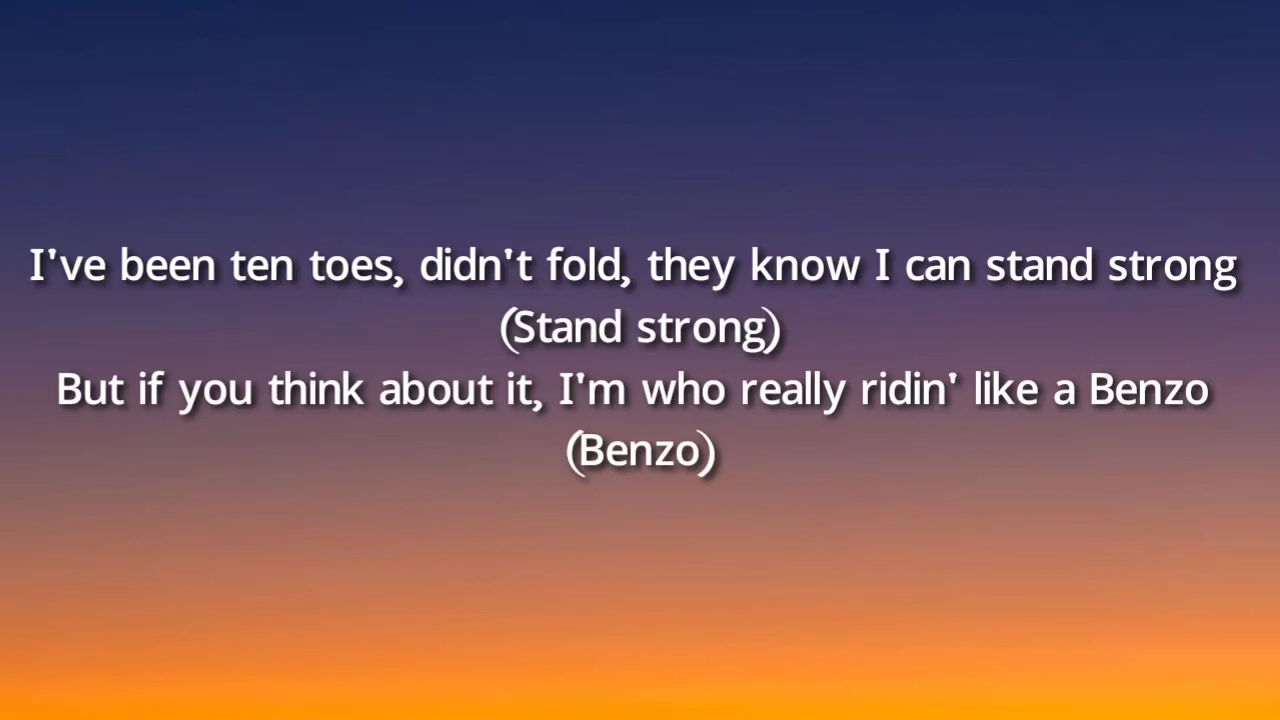 I've been ten toes, didn't fold, they know I can stand strong
(Stand strong)
But if you think about it, I'm who really ridin' like a Benzo
(Benzo)